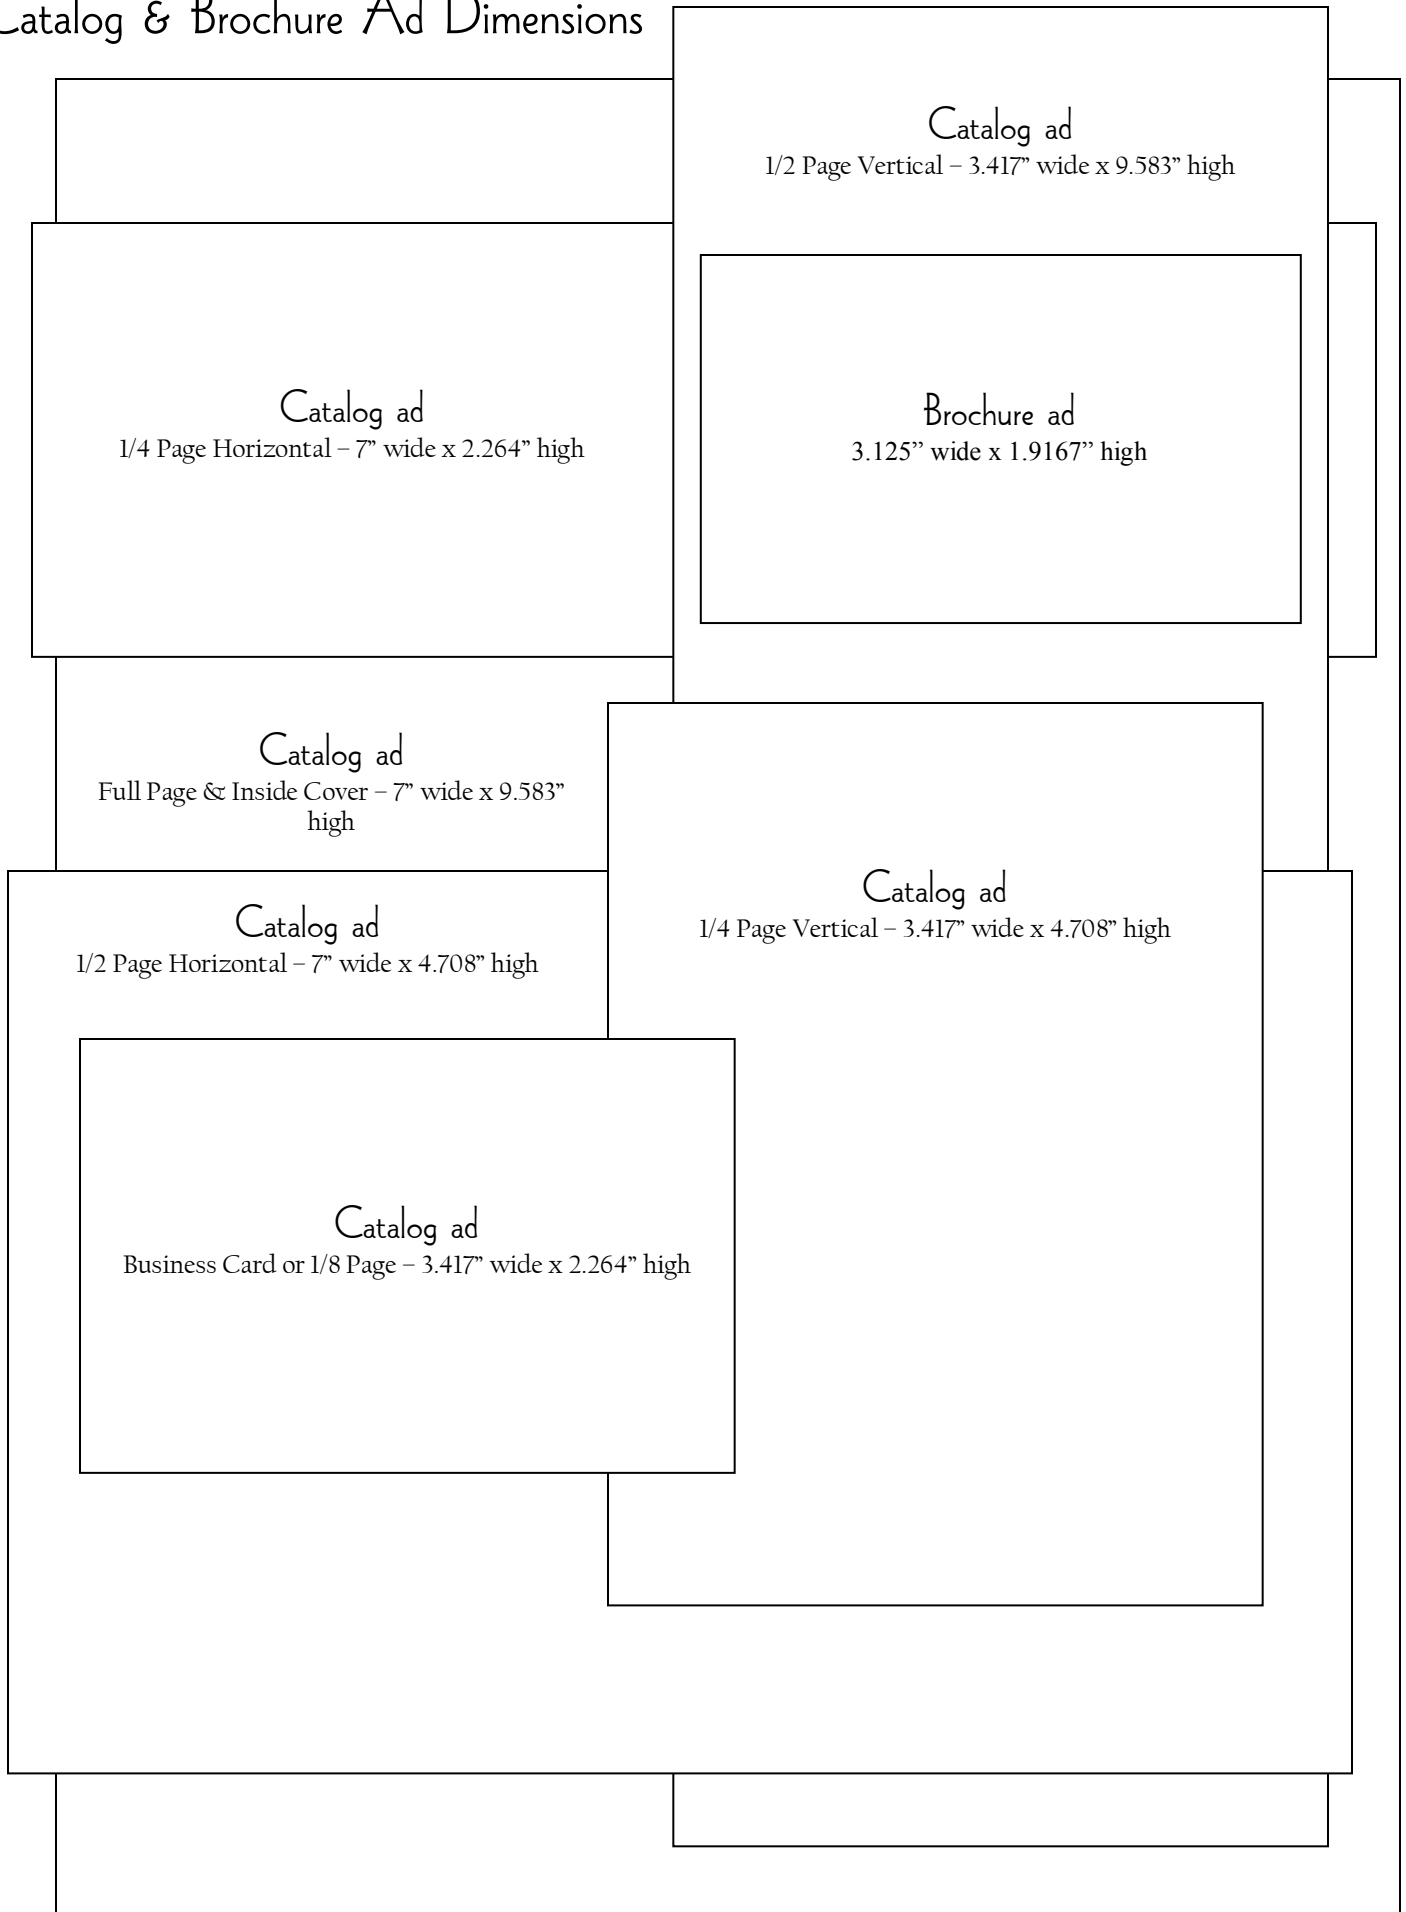 Catalog & Brochure Ad Dimensions
Catalog ad
1/2 Page Vertical – 3.417” wide x 9.583” high
Catalog ad
1/4 Page Horizontal – 7” wide x 2.264” high
Brochure ad
3.125” wide x 1.9167” high
Catalog ad
Full Page & Inside Cover – 7” wide x 9.583”
high
Catalog ad
1/4 Page Vertical – 3.417” wide x 4.708” high
Catalog ad
1/2 Page Horizontal – 7” wide x 4.708” high
Catalog ad
Business Card or 1/8 Page – 3.417” wide x 2.264” high